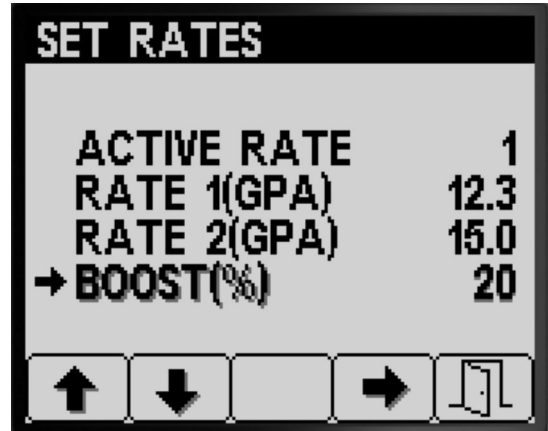 SET RATES
ACTIVE RATE 1
RATE 1(GPA) 12.3
RATE 2(GPA) 15.0
BOOST(%) 20